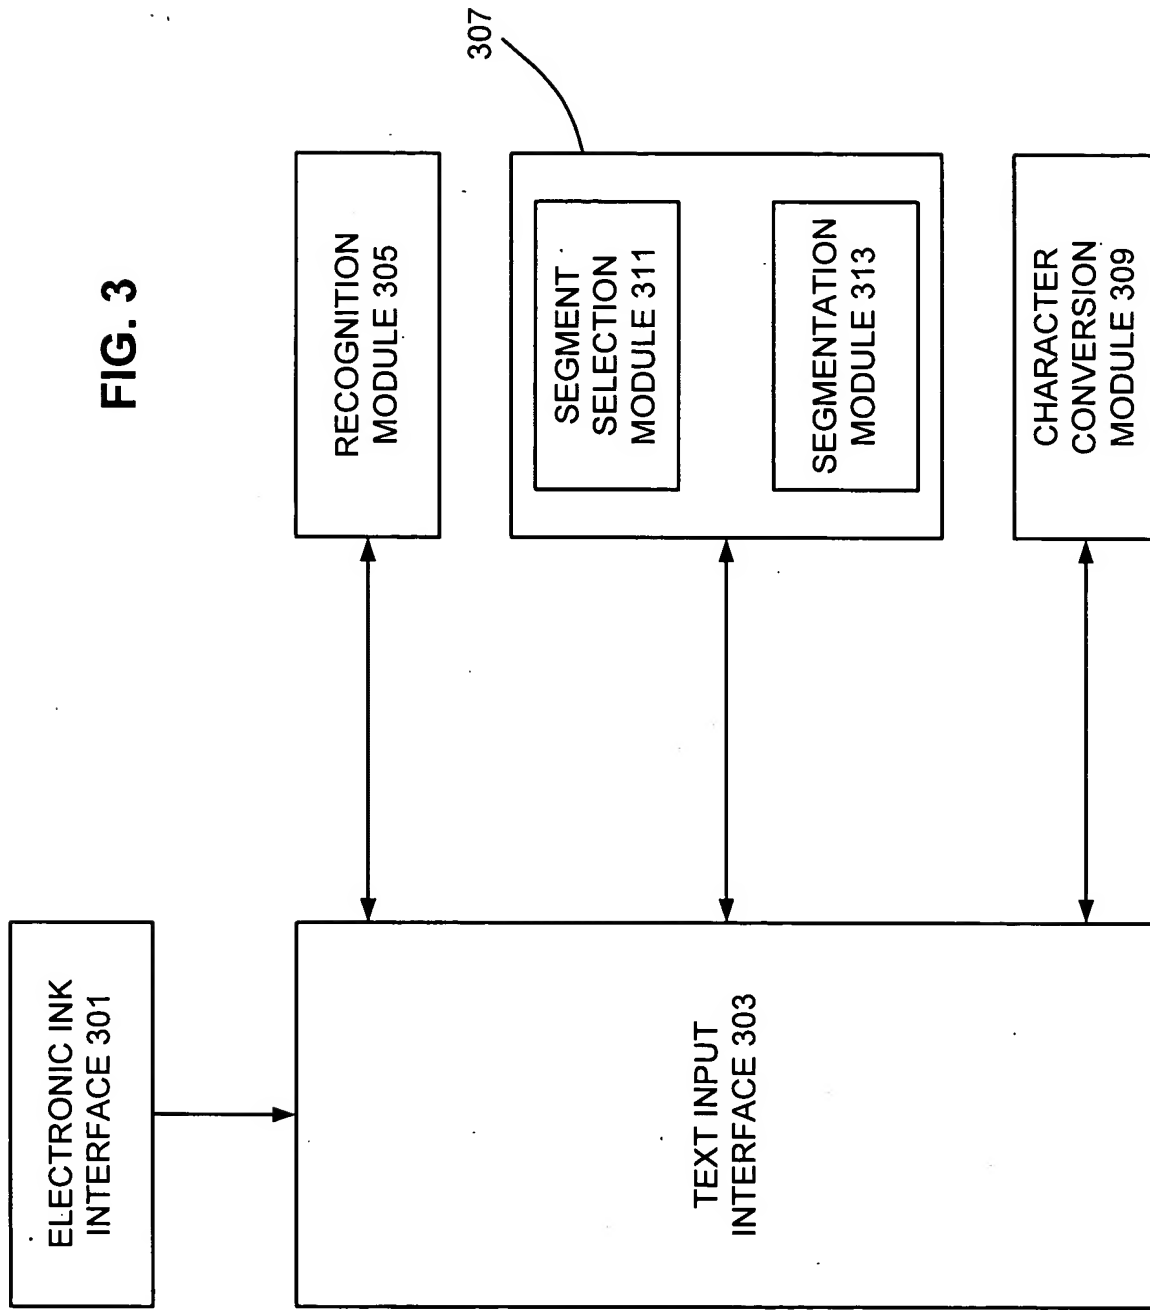 FIG. 3
ELECTRONIC INK
INTERFACE 301
TEXT INPUT
INTERFACE 303
RECOGNITION
MODULE 305
307
SEGMENT
SELECTION
MODULE 311
SEGMENTATION
MODULE 313
CHARACTER
CONVERSION
MODULE 309